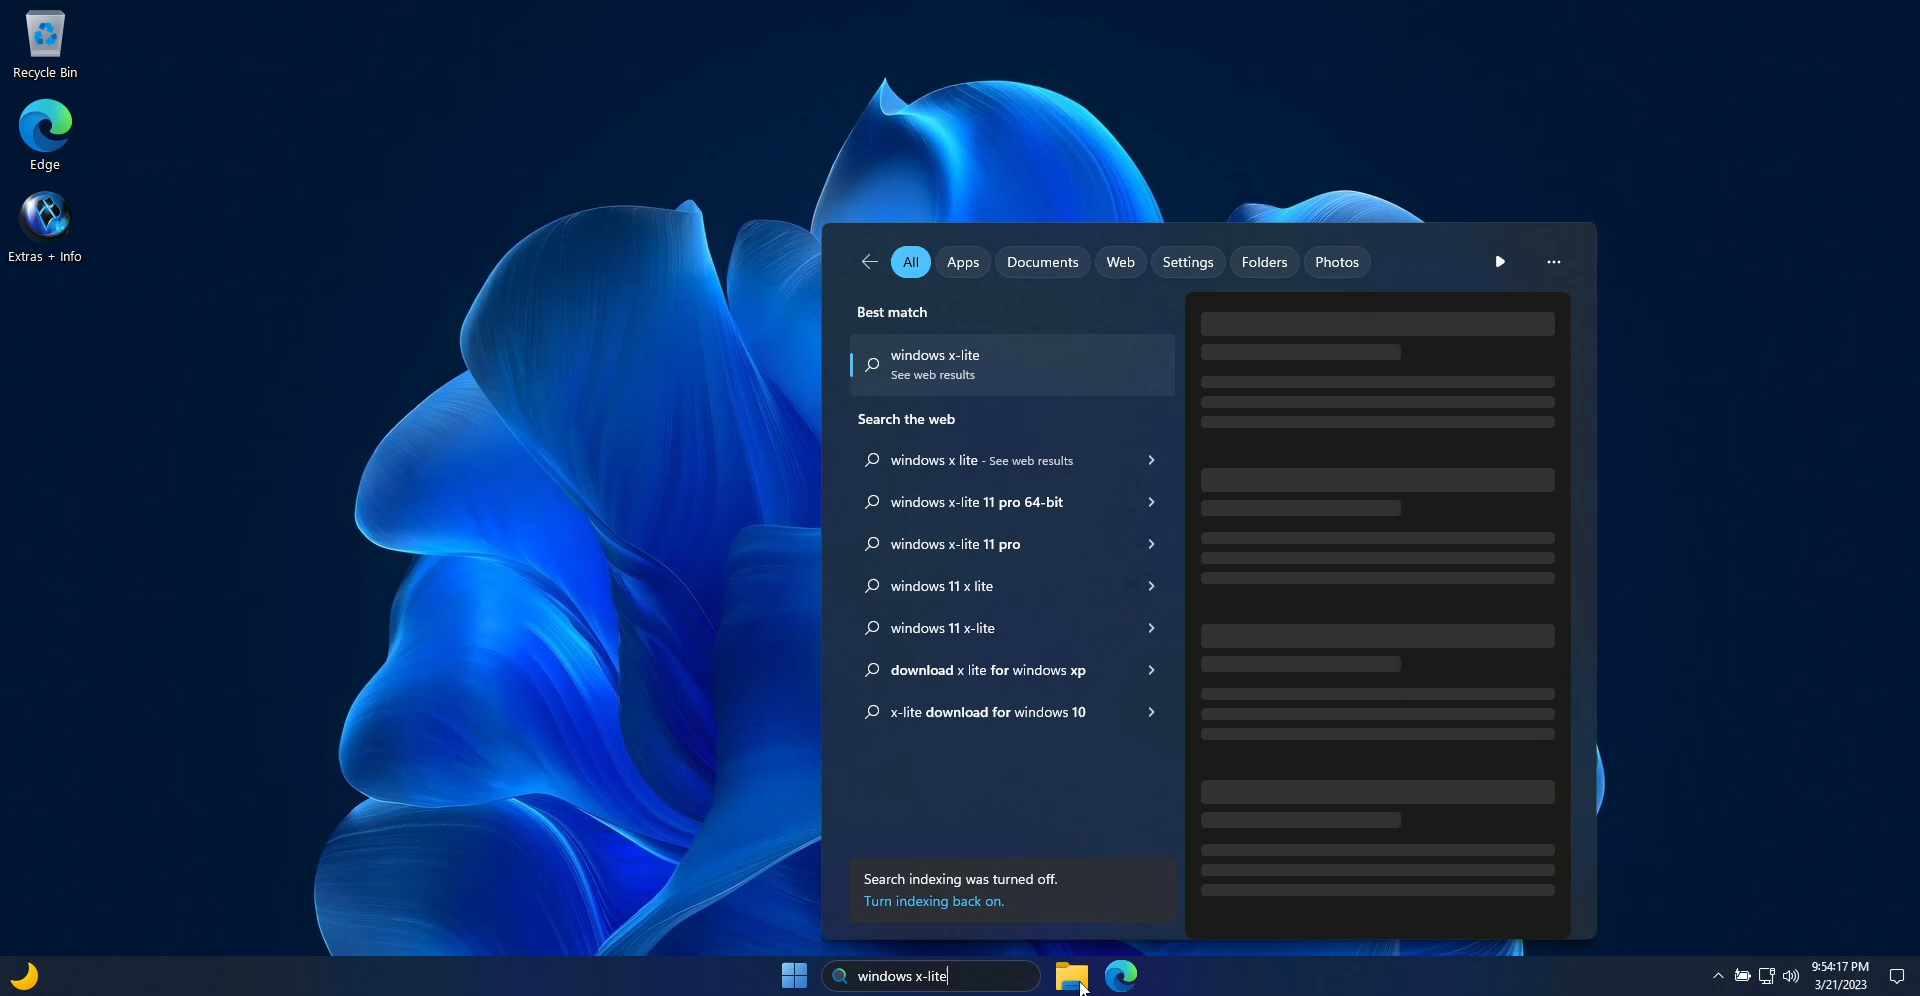 Recycle Bin
Edge
Extras + Info
All
Apps
Documents
Web
Settings
Folders
Photos
Best match
windows x-lite
See web results
Search the web
windows x lite - See web results
windows x-lite 11 pro 64-bit
windows x-lite 11 pro
windows 11 x lite
windows 11 x-lite
download x lite for windows xp
x-lite download for windows 10
Search indexing was turned off.
Turn indexing back on.
windows x-lite
9:54:17 PM
3/21/2023